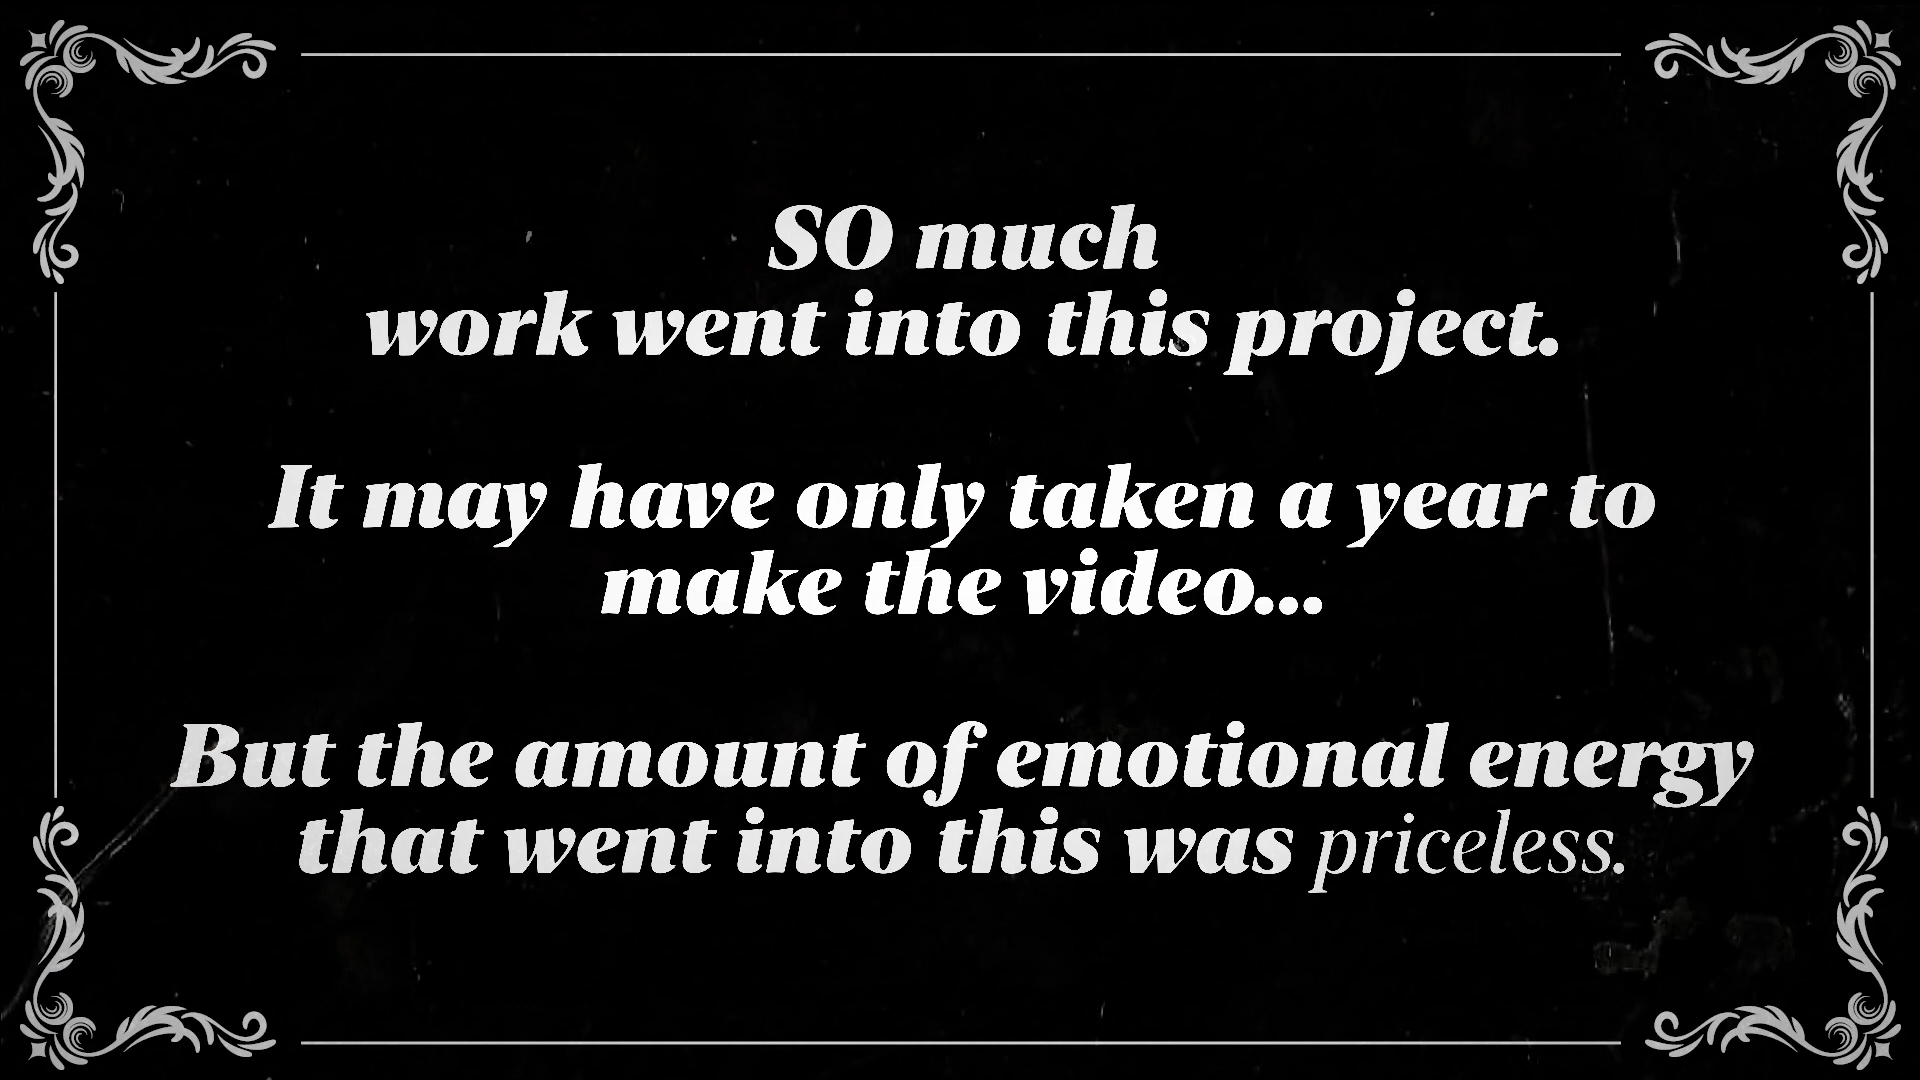 SO much
work went into this project.
It may have only taken a year to
make the video...
But the amount of emotional energy
that went into this was priceless.